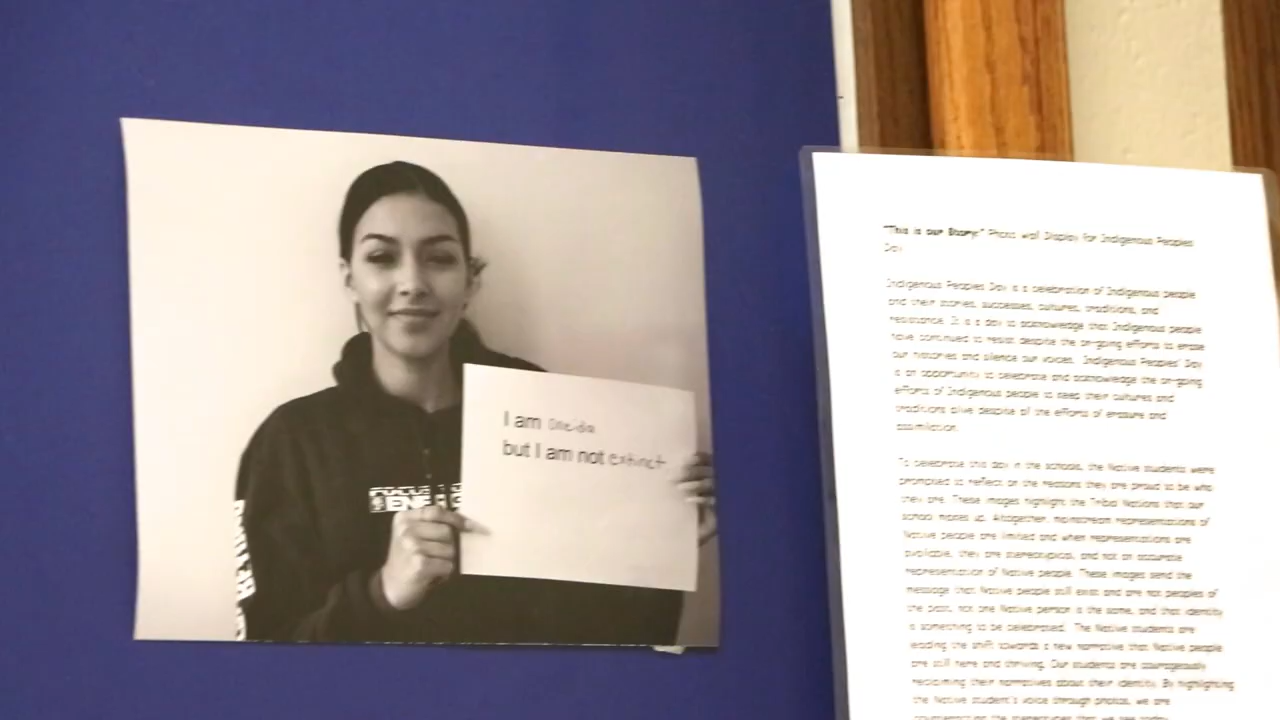 I am Oneida
but I am not extinct
"This is our Story:" Photo wall Display for Indigenous Peoples
Day
Indigenous Peoples Day is a celebration of Indigenous people
and their stories, successes, cultures, traditions, and
resistance. It is a day to acknowledge that Indigenous people
have continued to resist despite the on-going efforts to erase
our histories and silence our voices. Indigenous Peoples' Day
is an opportunity to celebrate and acknowledge the on-going
efforts of Indigenous people to keep their cultures and
traditions alive despite all the efforts of erasure and
assimilation.
To celebrate this day in the schools, the Native students were
prompted to reflect on the reasons they are proud to be who
they are. These images highlight the Tribal Nations that our
school makes up. Altogether, mainstream representations of
Native people are limited and when representations are
available, they are stereotypical, and not an accurate
representation of Native people. These images send the
message that Native people still exist and are not peoples of
the past, not one Native person is the same, and that identity
is something to be celebrated. The Native students are
leading the shift towards a new narrative that Native people
are still here and thriving. Our students are courageously
reclaiming their narratives about their identity. By highlighting
the Native student's voice through photos, we are